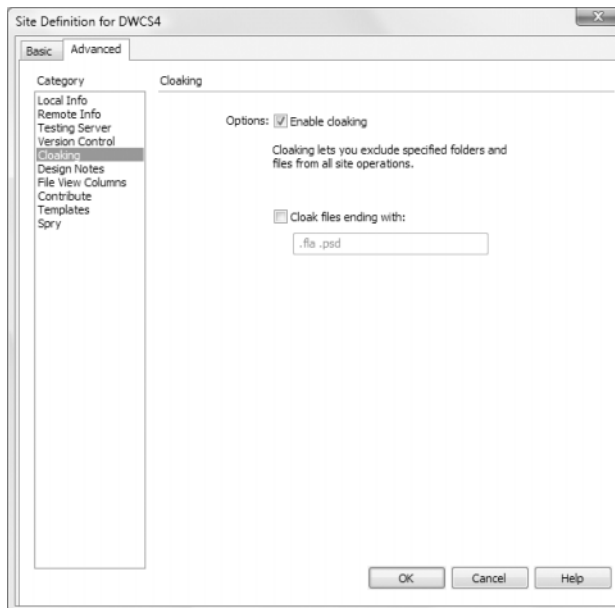 Site Definition for DWCS4
Basic
Advanced
Category
Local Info
Remote Info
Testing Server
Version Control
Cloaking
Design Notes
File View Columns
Contribute
Templates
Spry
Cloaking
Options:
Enable cloaking
Cloaking lets you exclude specified folders and
files from all site operations.
Cloak files ending with:
.fla .psd
OK
Cancel
Help